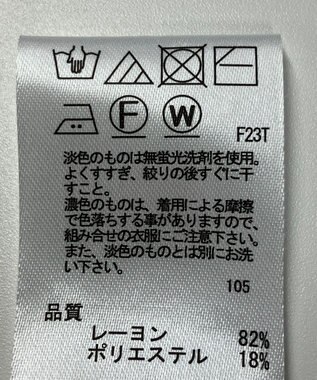 F W F23T
淡色のものは無蛍光洗剤を使用。
よくすすぎ、絞りの後すぐに干
すこと。
濃色のものは、着用による摩擦
で色落ちする事がありますので、
組み合せの衣服にご注意下さい。
また、淡色のものとは別にお洗
い下さい。
105
品質
レーヨン 82%
ポリエステル 18%